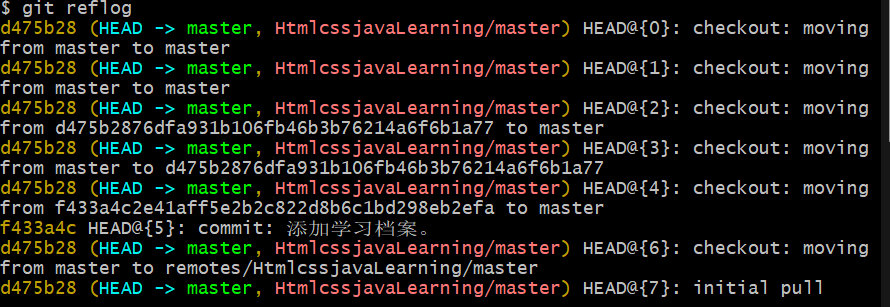 $ git reflog
d475b28 (HEAD -> master, HtmlcssjavaLearning/master) HEAD@{0}: checkout: moving
from master to master
d475b28 (HEAD -> master, HtmlcssjavaLearning/master) HEAD@{1}: checkout: moving
from master to master
d475b28 (HEAD -> master, HtmlcssjavaLearning/master) HEAD@{2}: checkout: moving
from d475b2876dfa931b106fb46b3b76214a6f6b1a77 to master
d475b28 (HEAD -> master, HtmlcssjavaLearning/master) HEAD@{3}: checkout: moving
from master to d475b2876dfa931b106fb46b3b76214a6f6b1a77
d475b28 (HEAD -> master, HtmlcssjavaLearning/master) HEAD@{4}: checkout: moving
from f433a4c2e41aff5e2b2c822d8b6c1bd298eb2efa to master
f433a4c HEAD@{5}: commit: 添加学习档案。
d475b28 (HEAD -> master, HtmlcssjavaLearning/master) HEAD@{6}: checkout: moving
from master to remotes/HtmlcssjavaLearning/master
d475b28 (HEAD -> master, HtmlcssjavaLearning/master) HEAD@{7}: initial pull